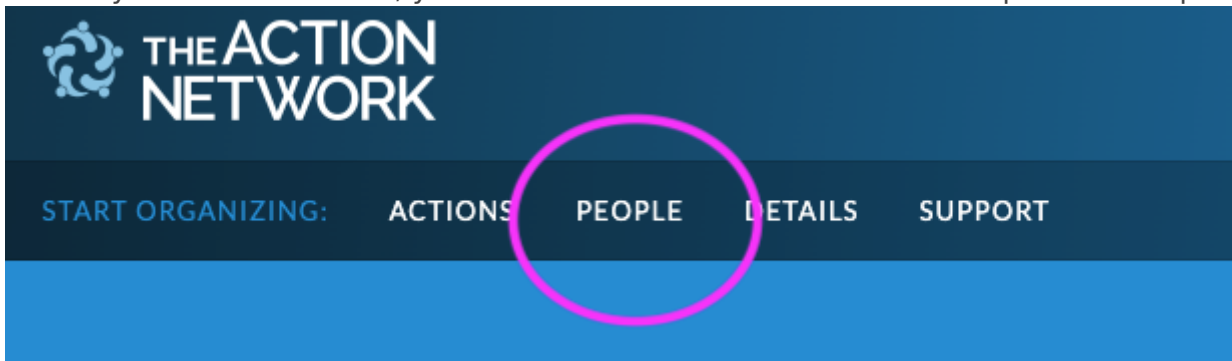 THE ACTION
NETWORK
START ORGANIZING: ACTIONS PEOPLE DETAILS SUPPORT